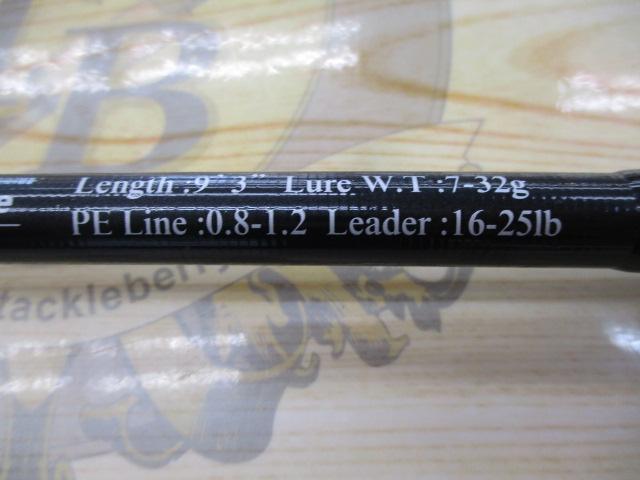 Length :9' 3" Lure W.T :7-32g
PE Line :0.8-1.2 Leader :16-25lb
tackleberry